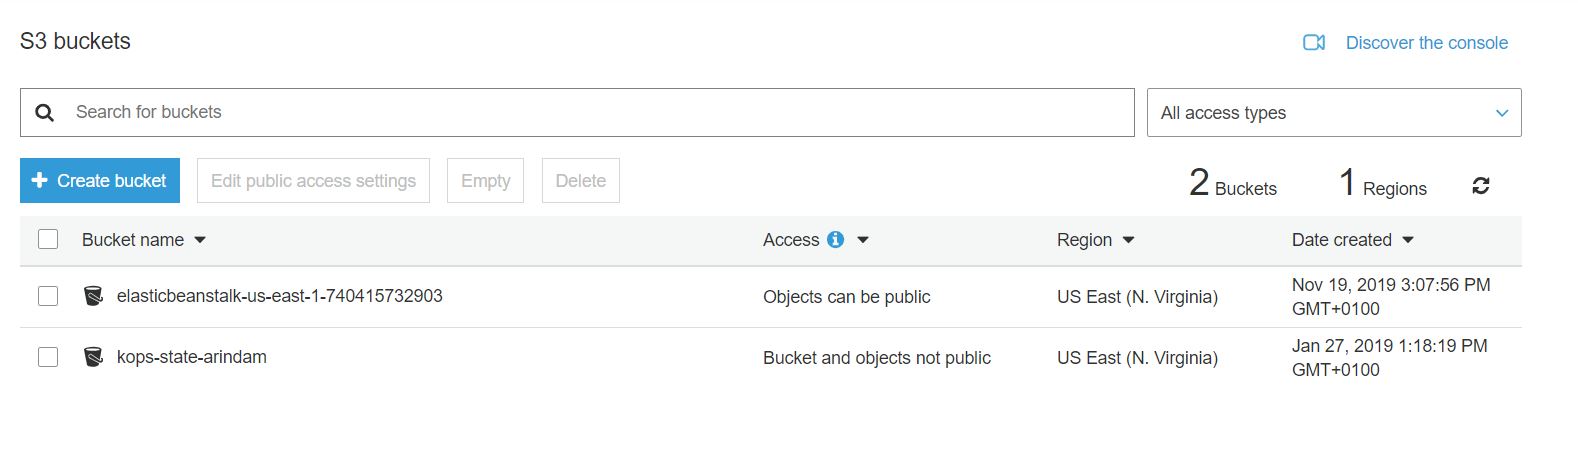 S3 buckets
Discover the console
Search for buckets
All access types
Create bucket
Edit public access settings
Empty
Delete
2 Buckets
1 Regions
Bucket name
Access
Region
Date created
elasticbeanstalk-us-east-1-740415732903
Objects can be public
US East (N. Virginia)
Nov 19, 2019 3:07:56 PM
GMT+0100
kops-state-arindam
Bucket and objects not public
US East (N. Virginia)
Jan 27, 2019 1:18:19 PM
GMT+0100